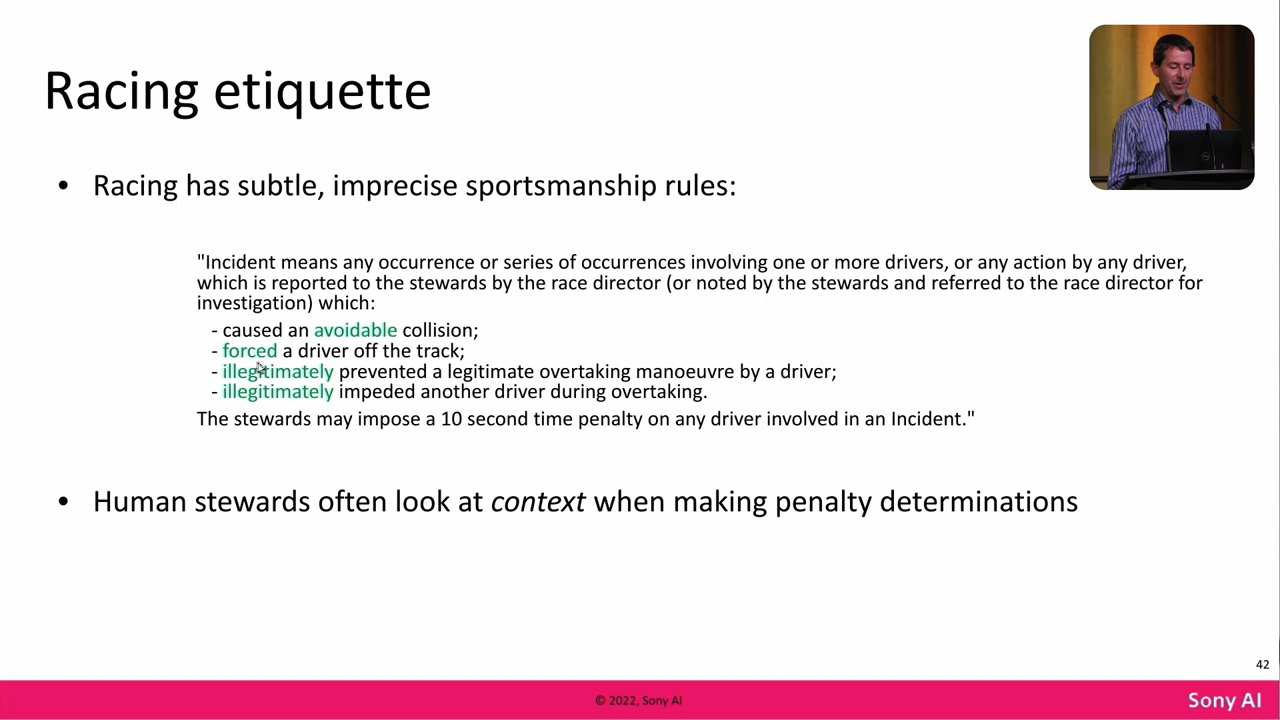 Racing etiquette
• Racing has subtle, imprecise sportsmanship rules:
"Incident means any occurrence or series of occurrences involving one or more drivers, or any action by any driver,
which is reported to the stewards by the race director (or noted by the stewards and referred to the race director for
investigation) which:
- caused an avoidable collision;
- forced a driver off the track;
- illegitimately prevented a legitimate overtaking manoeuvre by a driver;
- illegitimately impeded another driver during overtaking.
The stewards may impose a 10 second time penalty on any driver involved in an Incident."
• Human stewards often look at context when making penalty determinations
42
© 2022, Sony AI
Sony AI